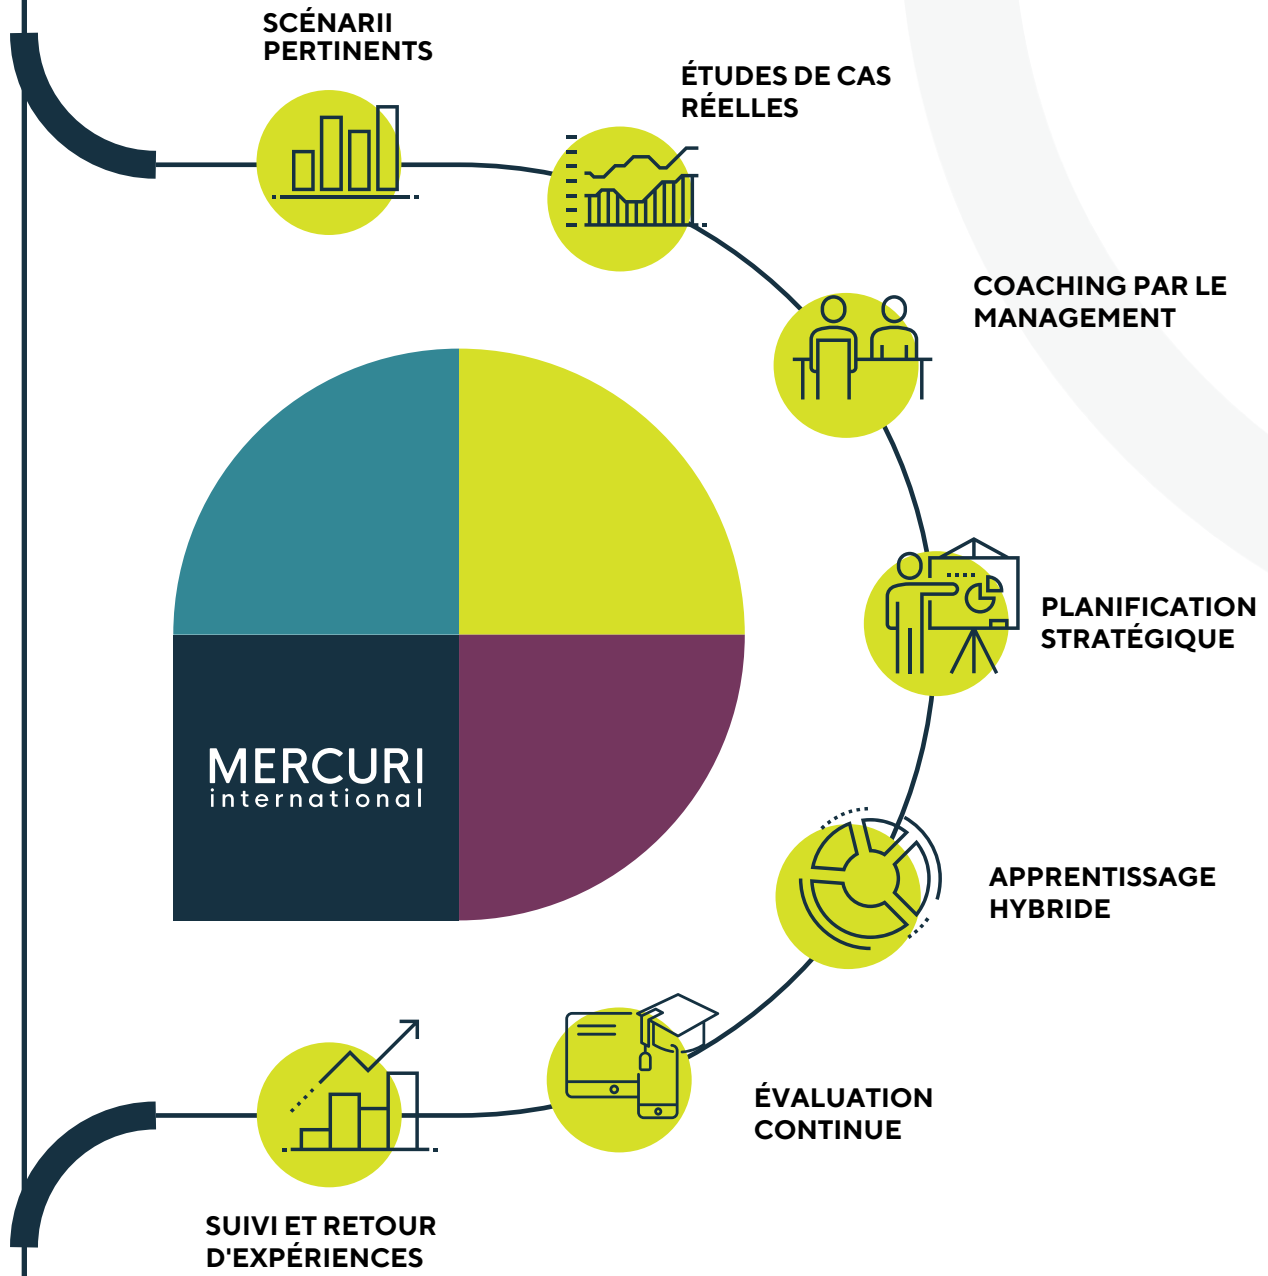 SCÉNARII
PERTINENTS
ÉTUDES DE CAS
RÉELLES
COACHING PAR LE
MANAGEMENT
PLANIFICATION
STRATÉGIQUE
MERCURI
international
APPRENTISSAGE
HYBRIDE
ÉVALUATION
CONTINUE
SUIVI ET RETOUR
D'EXPÉRIENCES